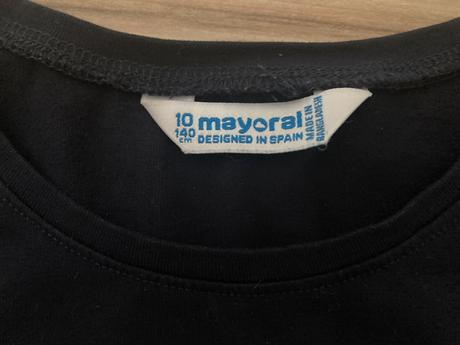 10
140
cm
mayoral
DESIGNED IN SPAIN
MADE IN
BANGLADESH